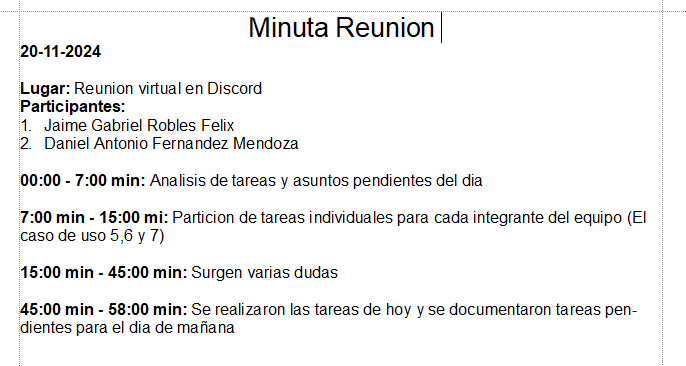 Minuta Reunion
20-11-2024
Lugar: Reunion virtual en Discord
Participantes:
1. Jaime Gabriel Robles Felix
2. Daniel Antonio Fernandez Mendoza
00:00 - 7:00 min: Analisis de tareas y asuntos pendientes del dia
7:00 min - 15:00 mi: Particion de tareas individuales para cada integrante del equipo (El
caso de uso 5,6 y 7)
15:00 min - 45:00 min: Surgen varias dudas
45:00 min - 58:00 min: Se realizaron las tareas de hoy y se documentaron tareas pen-
dientes para el dia de mañana